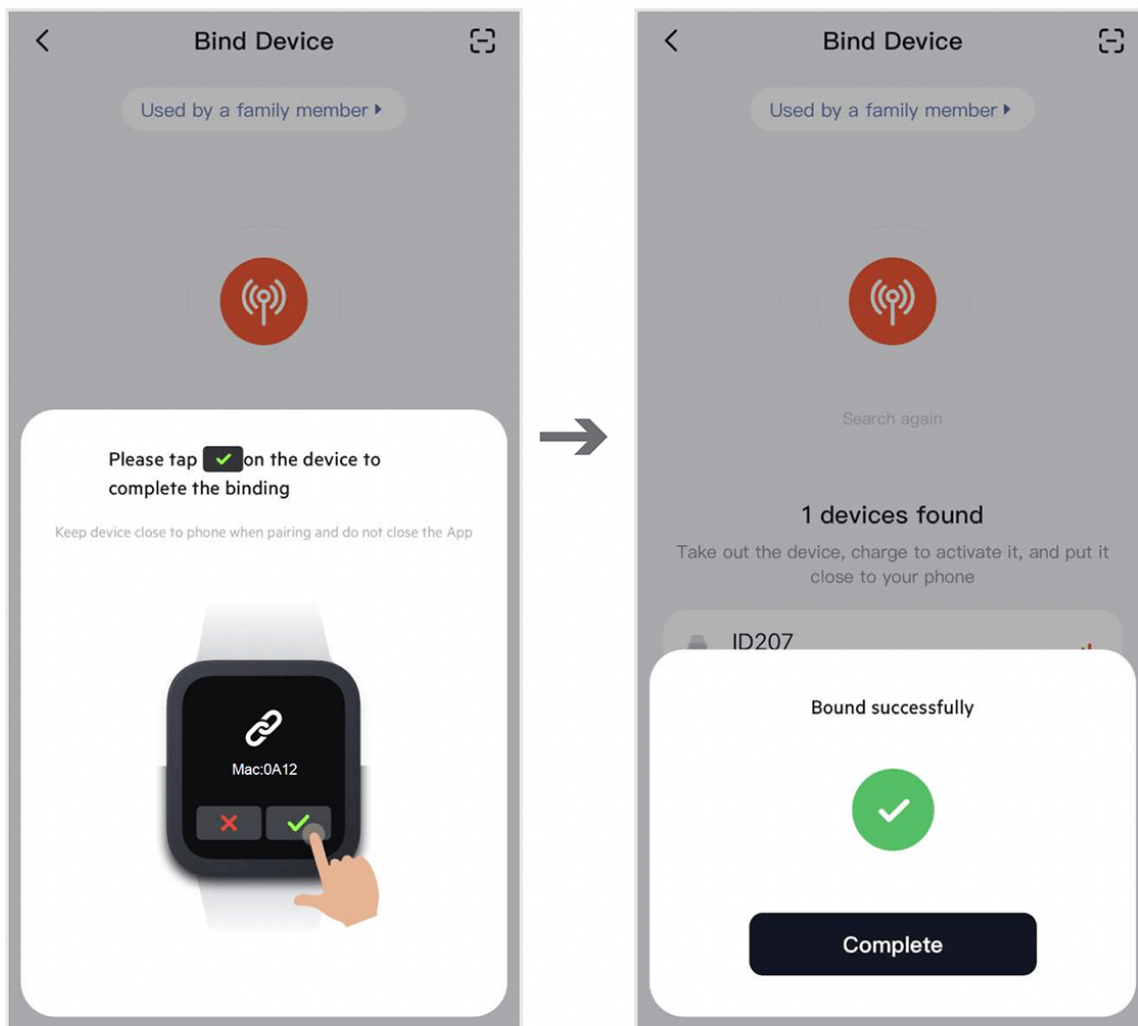 Bind Device
Used by a family member
Please tap on the device to
complete the binding
Keep device close to phone when pairing and do not close the App
Mac:0A12
Bind Device
Used by a family member
Search again
1 devices found
Take out the device, charge to activate it, and put it
close to your phone
ID207
Bound successfully
Complete